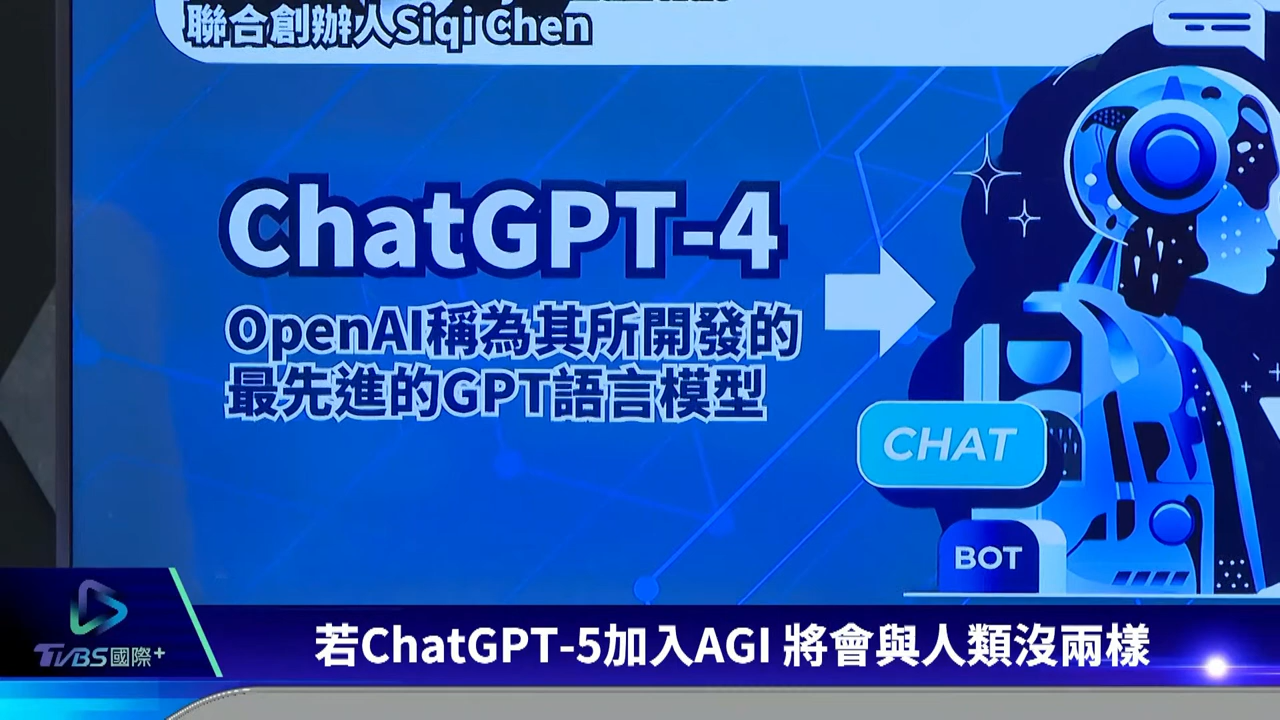 聯合創辦人Siqi Chen
ChatGPT-4
OpenAI稱為其所開發的
最先進的GPT語言模型
CHAT
BOT
若ChatGPT-5加入AGI 將會與人類沒兩樣
TVBS國際+